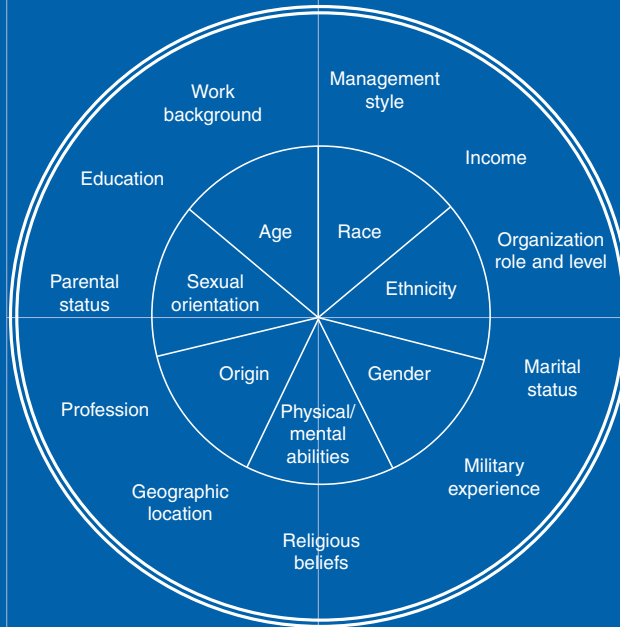 Work
background
Management
style
Income
Education
Age
Race
Organization
role and level
Parental
status
Sexual
orientation
Ethnicity
Origin
Gender
Marital
status
Profession
Physical/
mental
abilities
Military
experience
Geographic
location
Religious
beliefs